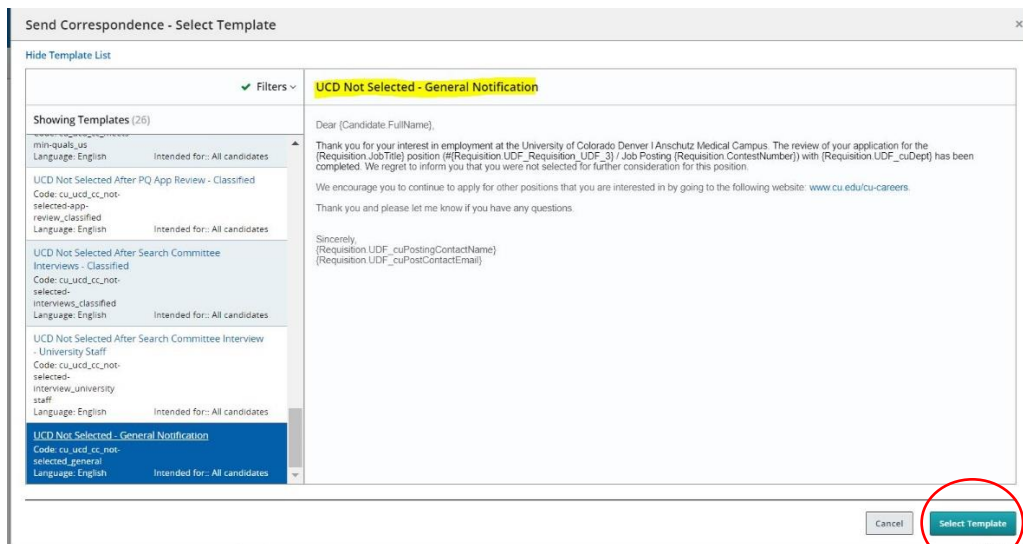 Send Correspondence - Select Template
×
Hide Template List
✔ Filters
Showing Templates (26)
min-quals_us
Language: English Intended for:: All candidates
UCD Not Selected After PQ App Review - Classified
Code: cu_ucd_cc_not-
selected-app-
review_classified
Language: English Intended for:: All candidates
UCD Not Selected After Search Committee
Interviews - Classified
Code: cu_ucd_cc_not-
selected-
interviews_classified
Language: English Intended for:: All candidates
UCD Not Selected After Search Committee Interview
- University Staff
Code: cu_ucd_cc_not-
selected-
interview_university
staff
Language: English Intended for:: All candidates
UCD Not Selected - General Notification
Code: cu_ucd_cc_not-
selected_general
Language: English Intended for:: All candidates
UCD Not Selected - General Notification
Dear {Candidate.FullName},
Thank you for your interest in employment at the University of Colorado Denver l Anschutz Medical Campus. The review of your application for the
{Requisition.JobTitle} position (#{Requisition.UDF_Requisition_UDF_3} / Job Posting {Requisition.ContestNumber}) with {Requisition.UDF_cuDept} has been
completed. We regret to inform you that you were not selected for further consideration for this position.
We encourage you to continue to apply for other positions that you are interested in by going to the following website: www.cu.edu/cu-careers.
Thank you and please let me know if you have any questions.
Sincerely,
{Requisition.UDF_cuPostingContactName}
{Requisition.UDF_cuPostContactEmail}
Cancel
Select Template